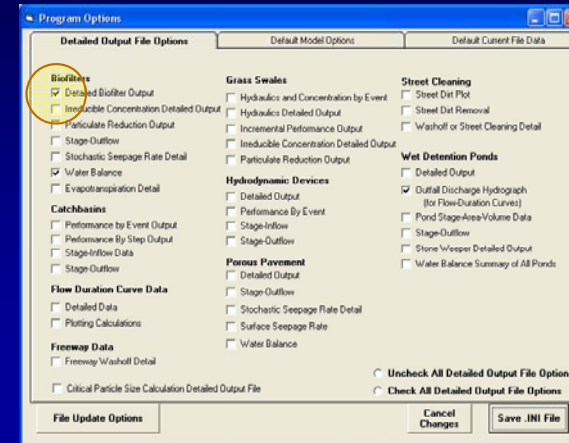 Program Options
Detailed Output File Options
Default Model Options
Default Current File Data
Biofilters
Detailed Biofilter Output
Irreducible Concentration Detailed Output
Particulate Reduction Output
Stage-Outflow
Stochastic Seepage Rate Detail
Water Balance
Evapotranspiration Detail
Catchbasins
Performance by Event Output
Performance By Step Output
Stage-Inflow Data
Stage-Outflow
Flow Duration Curve Data
Detailed Data
Plotting Calculations
Freeway Data
Freeway Washoff Detail
Critical Particle Size Calculation Detailed Output File
Grass Swales
Hydraulics and Concentration by Event
Hydraulics Detailed Output
Incremental Performance Output
Irreducible Concentration Detailed Output
Particulate Reduction Output
Hydrodynamic Devices
Detailed Output
Performance By Event
Stage-Inflow
Stage-Outflow
Porous Pavement
Detailed Output
Stage-Outflow
Stochastic Seepage Rate Detail
Surface Seepage Rate
Water Balance
Street Cleaning
Street Dirt Plot
Street Dirt Removal
Washoff or Street Cleaning Detail
Wet Detention Ponds
Detailed Output
Outfall Discharge Hydrograph
(for Flow-Duration Curves)
Pond Stage-Area-Volume Data
Stage-Outflow
Stone Weeper Detailed Output
Water Balance Summary of All Ponds
Uncheck All Detailed Output File Option
Check All Detailed Output File Options
File Update Options
Cancel
Changes
Save .INI File